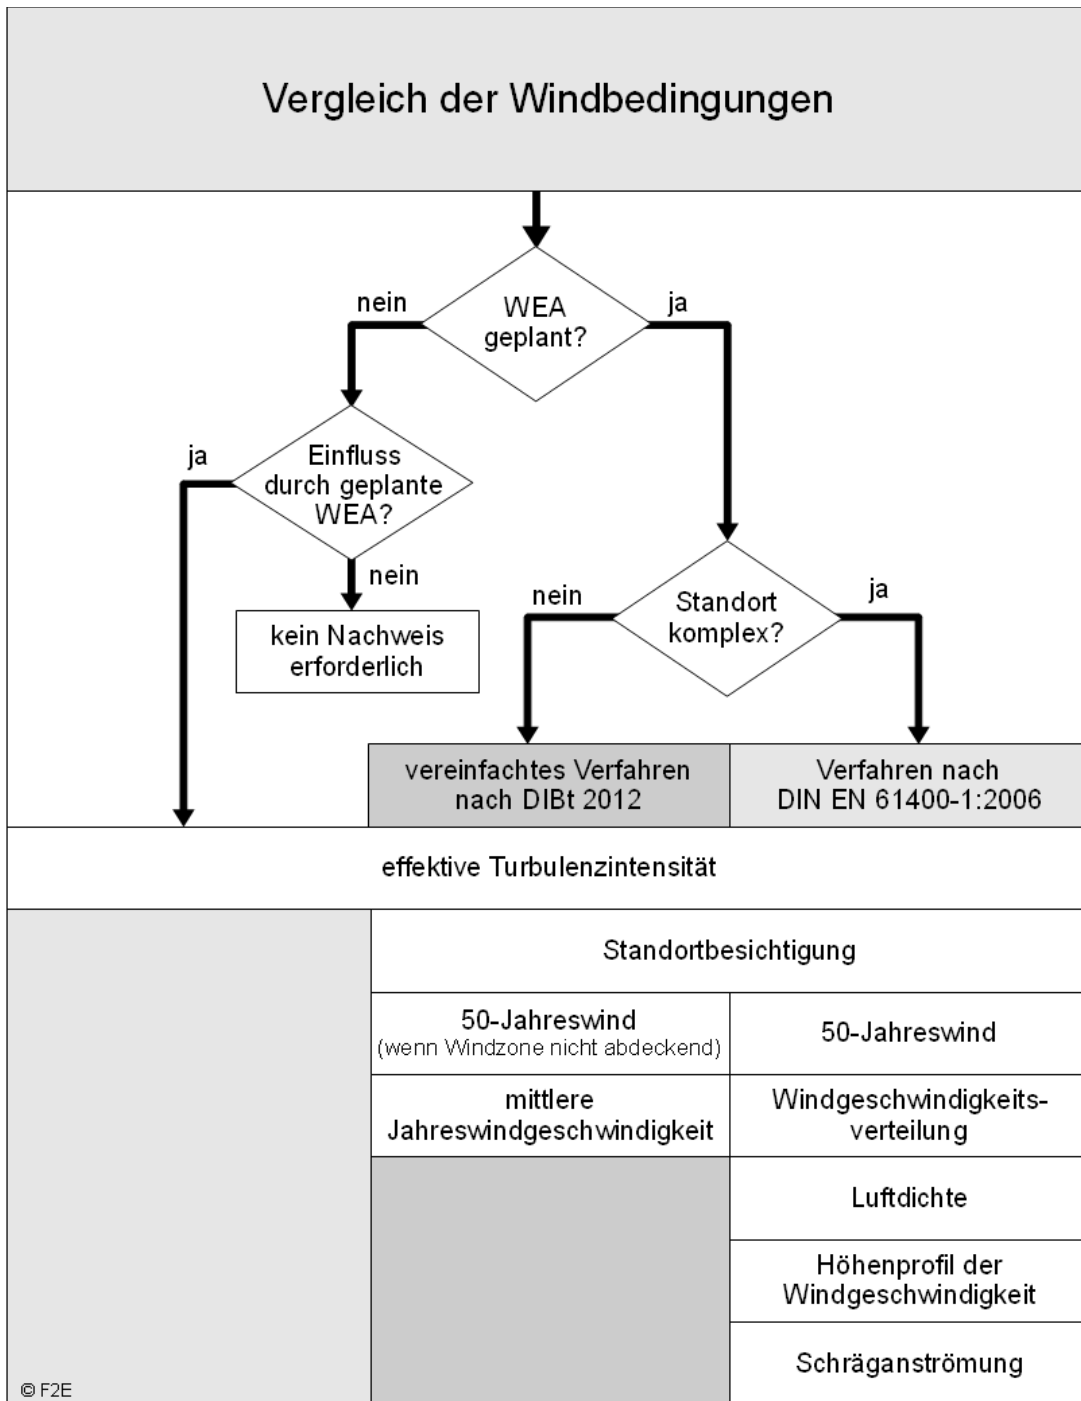 Vergleich der Windbedingungen
nein
WEA
geplant?
ja
ja
Einfluss
durch geplante
WEA?
nein
kein Nachweis
erforderlich
nein
Standort
komplex?
ja
vereinfachtes Verfahren
nach DIBt 2012
Verfahren nach
DIN EN 61400-1:2006
effektive Turbulenzintensität
Standortbesichtigung
50-Jahreswind
(wenn Windzone nicht abdeckend)
50-Jahreswind
mittlere
Jahreswindgeschwindigkeit
Windgeschwindigkeits-
verteilung
Luftdichte
Höhenprofil der
Windgeschwindigkeit
Schräganströmung
© F2E